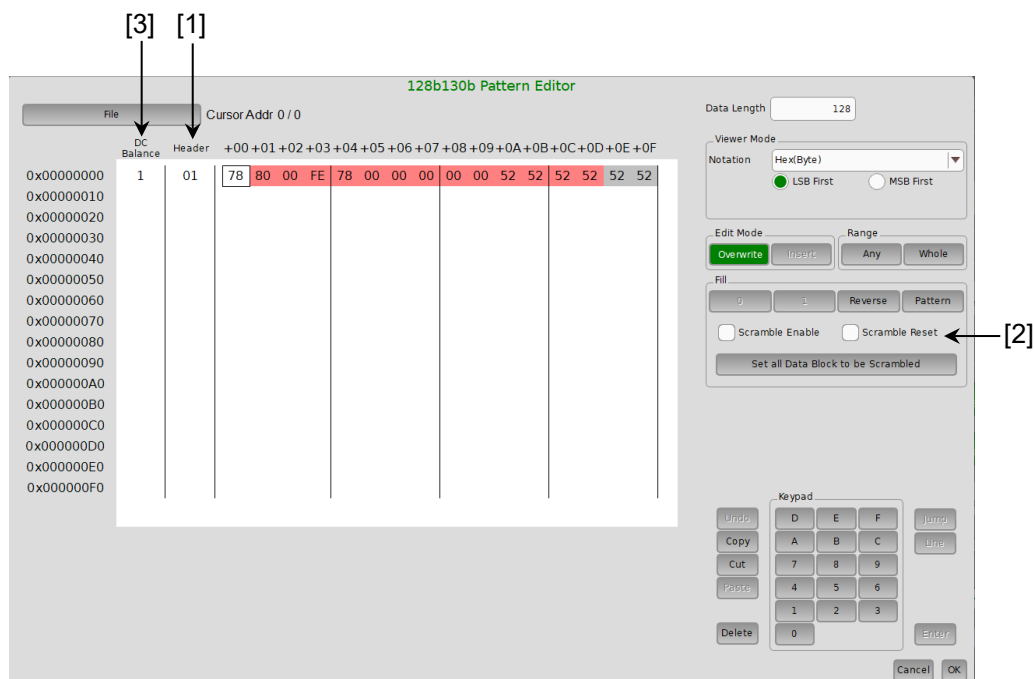 [3] [1]
128b130b Pattern Editor
File
Cursor Addr 0 / 0
Data Length 128
DC Balance Header +00 +01 +02 +03 +04 +05 +06 +07 +08 +09 +0A +0B +0C +0D +0E +0F
0x00000000 1 01 78 80 00 FE 78 00 00 00 00 00 52 52 52 52 52 52
0x00000010
0x00000020
0x00000030
0x00000040
0x00000050
0x00000060
0x00000070
0x00000080
0x00000090
0x000000A0
0x000000B0
0x000000C0
0x000000D0
0x000000E0
0x000000F0
Viewer Mode
Notation Hex(Byte)
LSB First MSB First
Edit Mode
Overwrite Insert
Range
Any Whole
Fill
0 1 Reverse Pattern
Scramble Enable Scramble Reset
[2]
Set all Data Block to be Scrambled
Undo
Copy
Cut
Paste
Delete
Keypad
D E F
A B C
7 8 9
4 5 6
1 2 3
0
Jump
Line
Enter
Cancel OK